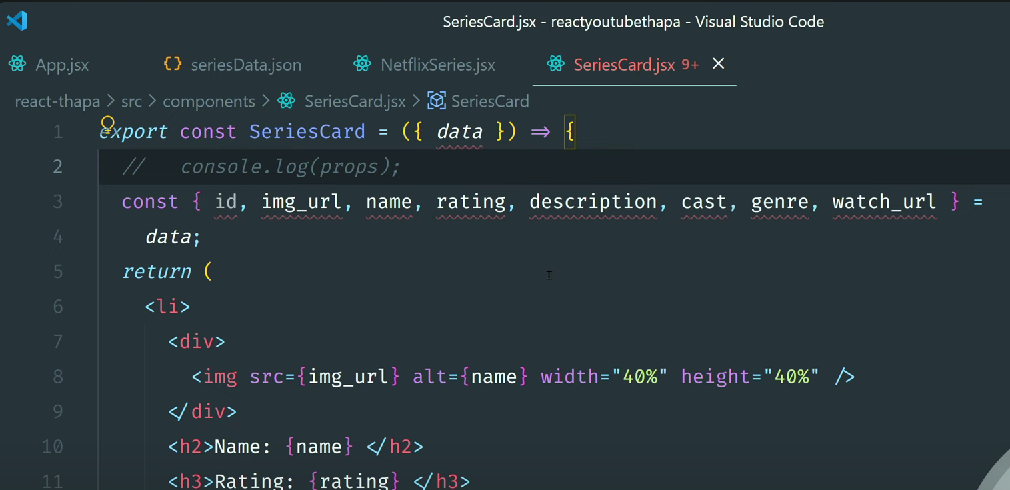 SeriesCard.jsx - reactyoutubethapa - Visual Studio Code
App.jsx {} seriesData.json NetflixSeries.jsx SeriesCard.jsx 9+ ×
react-thapa > src > components > SeriesCard.jsx > SeriesCard
1 export const SeriesCard = ({ data }) => {
2 // console.log(props);
3 const { id, img_url, name, rating, description, cast, genre, watch_url } =
4 data;
5 return (
6 <li>
7 <div>
8 <img src={img_url} alt={name} width="40%" height="40%" />
9 </div>
10 <h2>Name: {name} </h2>
11 <h3>Rating: {rating} </h3>